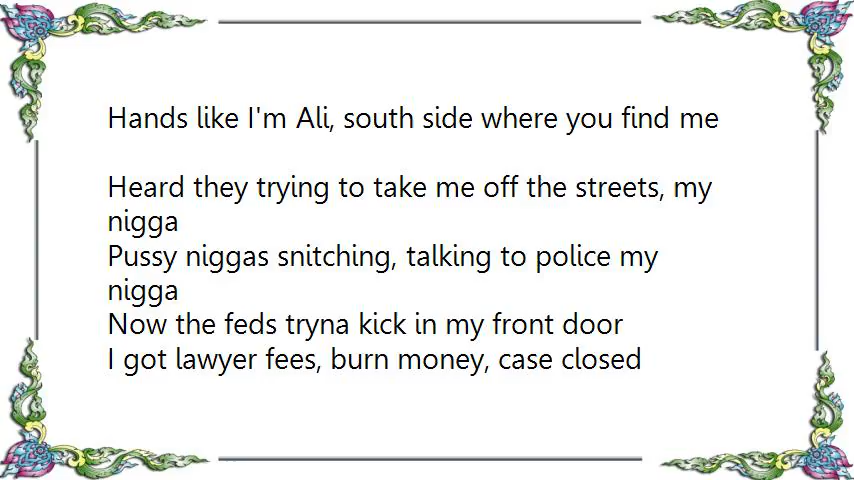 Hands like I'm Ali, south side where you find me
Heard they trying to take me off the streets, my
nigga
Pussy niggas snitching, talking to police my
nigga
Now the feds tryna kick in my front door
I got lawyer fees, burn money, case closed